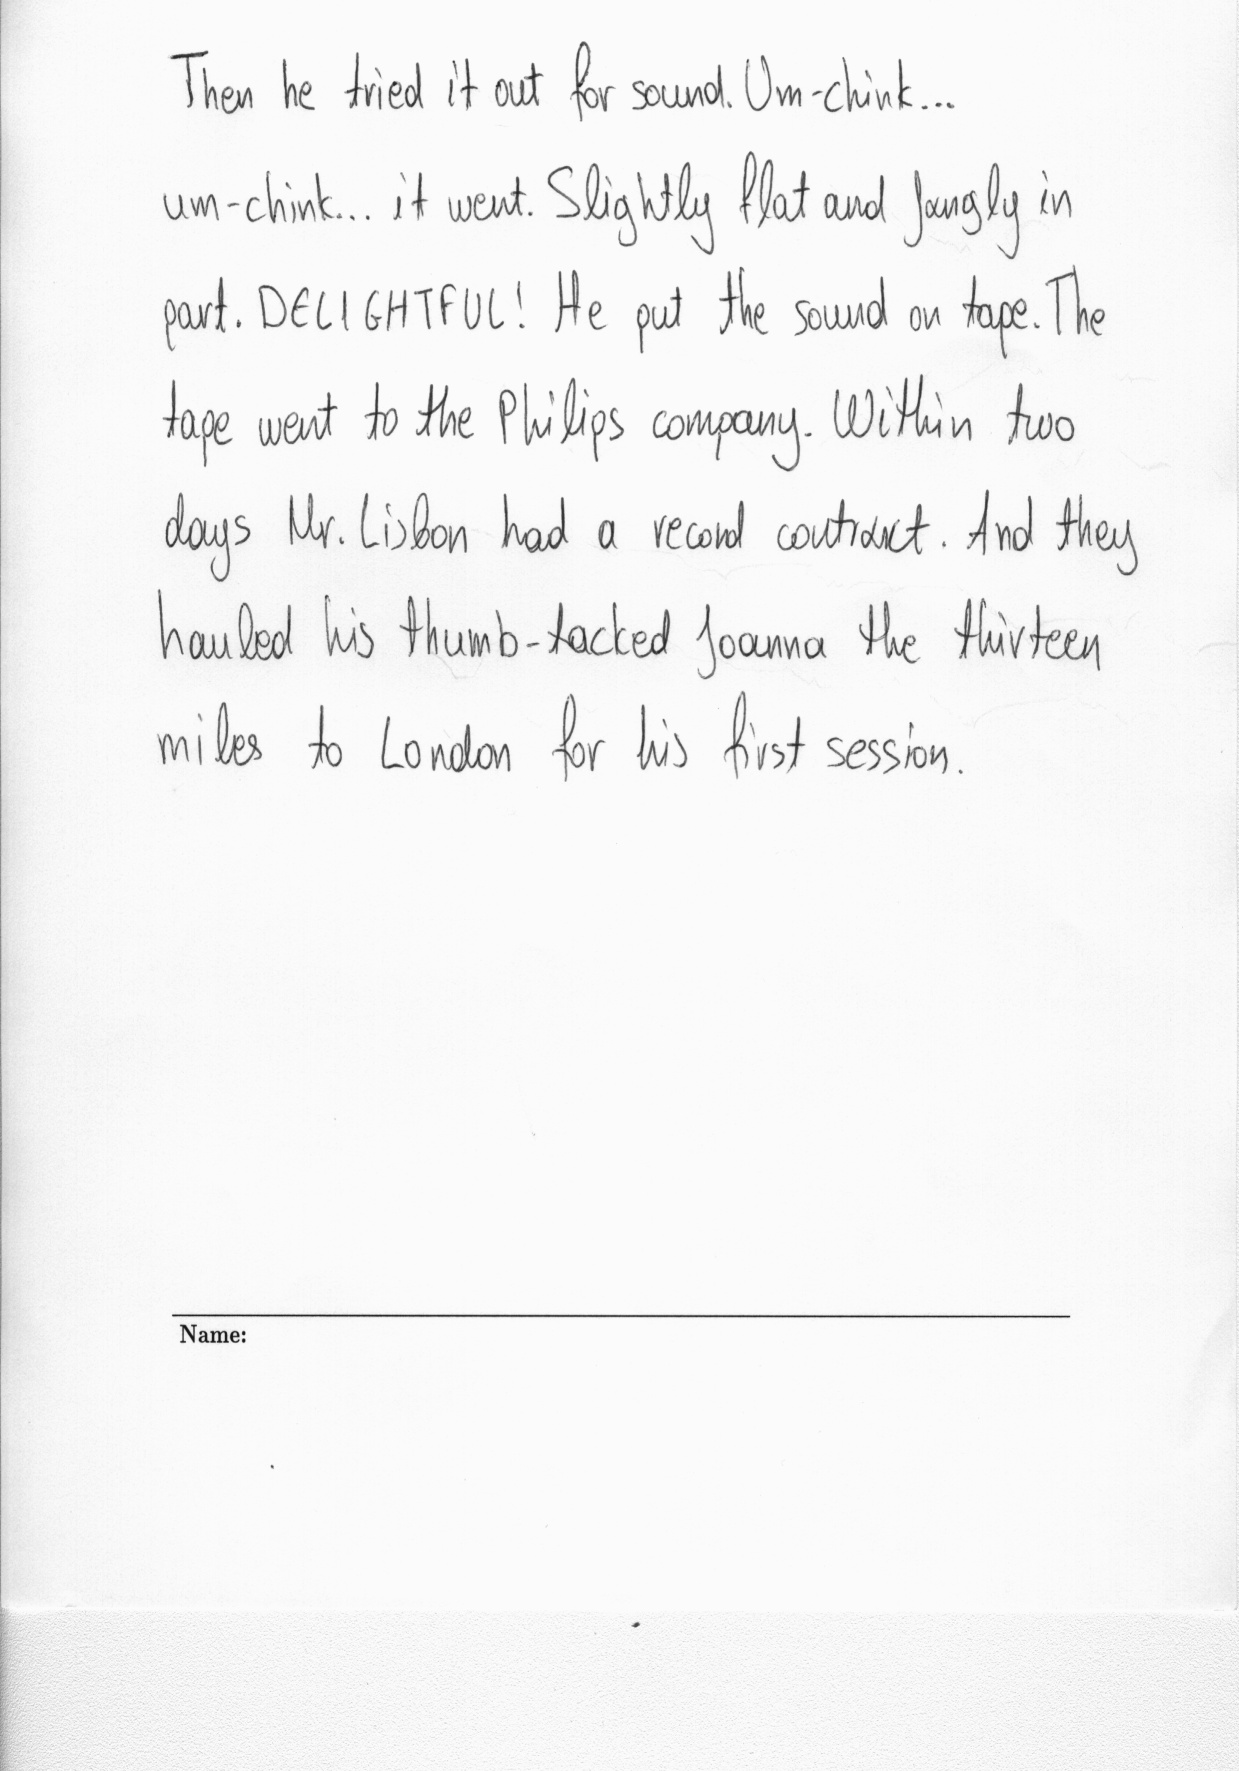 Then he tried it out for sound. Um-chink...
um-chink... it went. Slightly flat and jangly in
part. DELIGHTFUL! He put the sound on tape. The
tape went to the Philips company. Within two
days Mr. Lisbon had a record contract. And they
hauled his thumb-tacked Joanna the thirteen
miles to London for his first session.
Name: